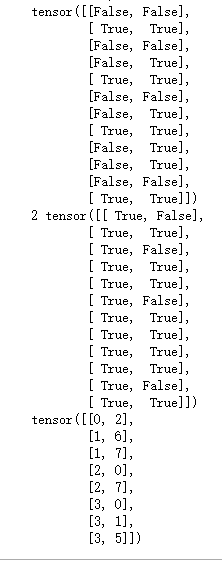 tensor([[False, False],
        [ True,  True],
        [False, False],
        [False,  True],
        [ True,  True],
        [False, False],
        [False,  True],
        [ True,  True],
        [False,  True],
        [False,  True],
        [False, False],
        [ True,  True]])
2 tensor([[ True, False],
        [ True,  True],
        [ True, False],
        [ True,  True],
        [ True,  True],
        [ True, False],
        [ True,  True],
        [ True,  True],
        [ True,  True],
        [ True,  True],
        [ True, False],
        [ True,  True]])
tensor([[0, 2],
        [1, 6],
        [1, 7],
        [2, 0],
        [2, 7],
        [3, 0],
        [3, 1],
        [3, 5]])